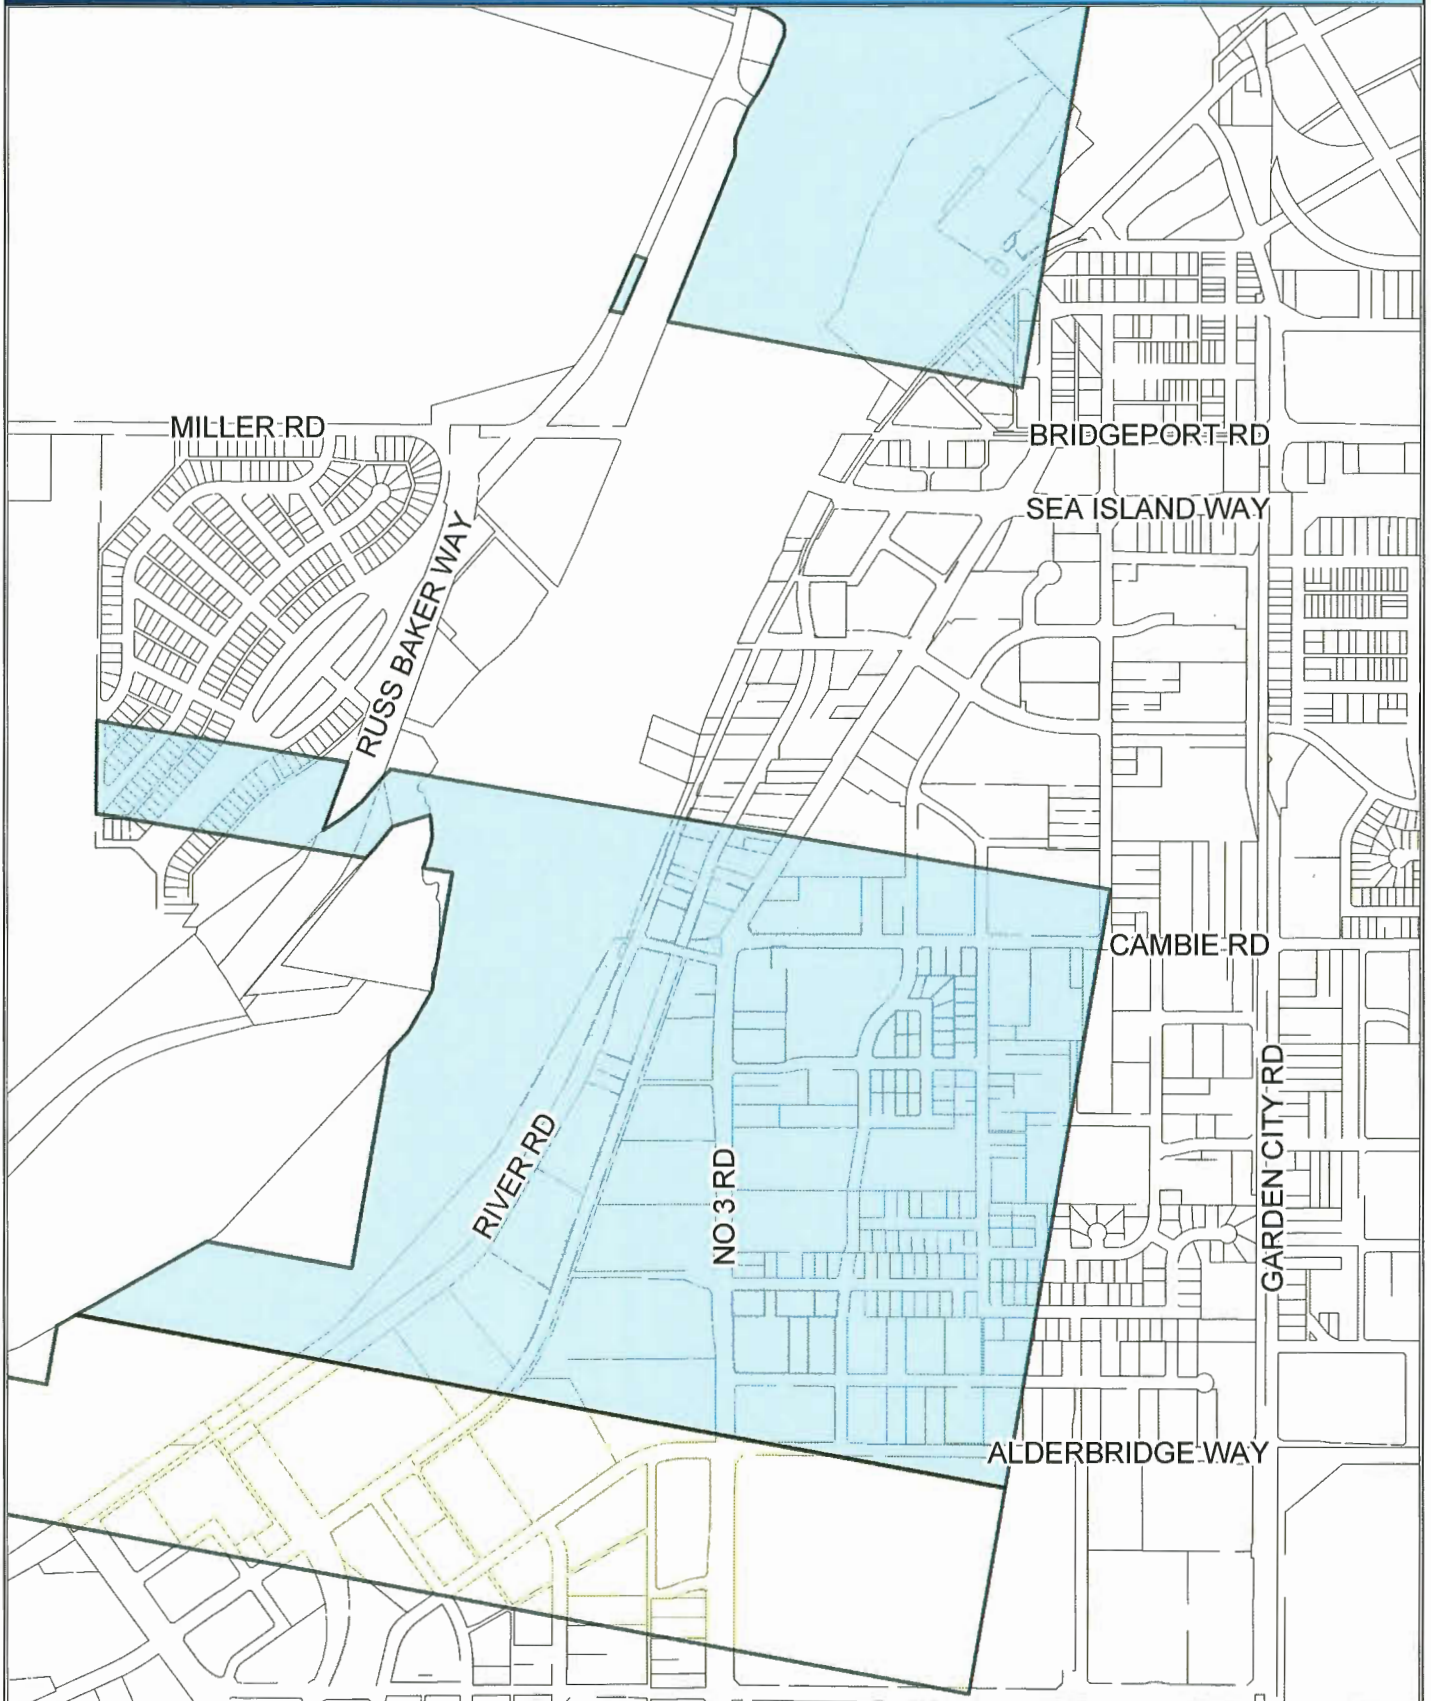 MILLER RD
BRIDGEPORT RD
SEA ISLAND WAY
RUSS BAKER WAY
CAMBIE RD
RIVER RD
NO 3 RD
GARDEN CITY RD
ALDERBRIDGE WAY